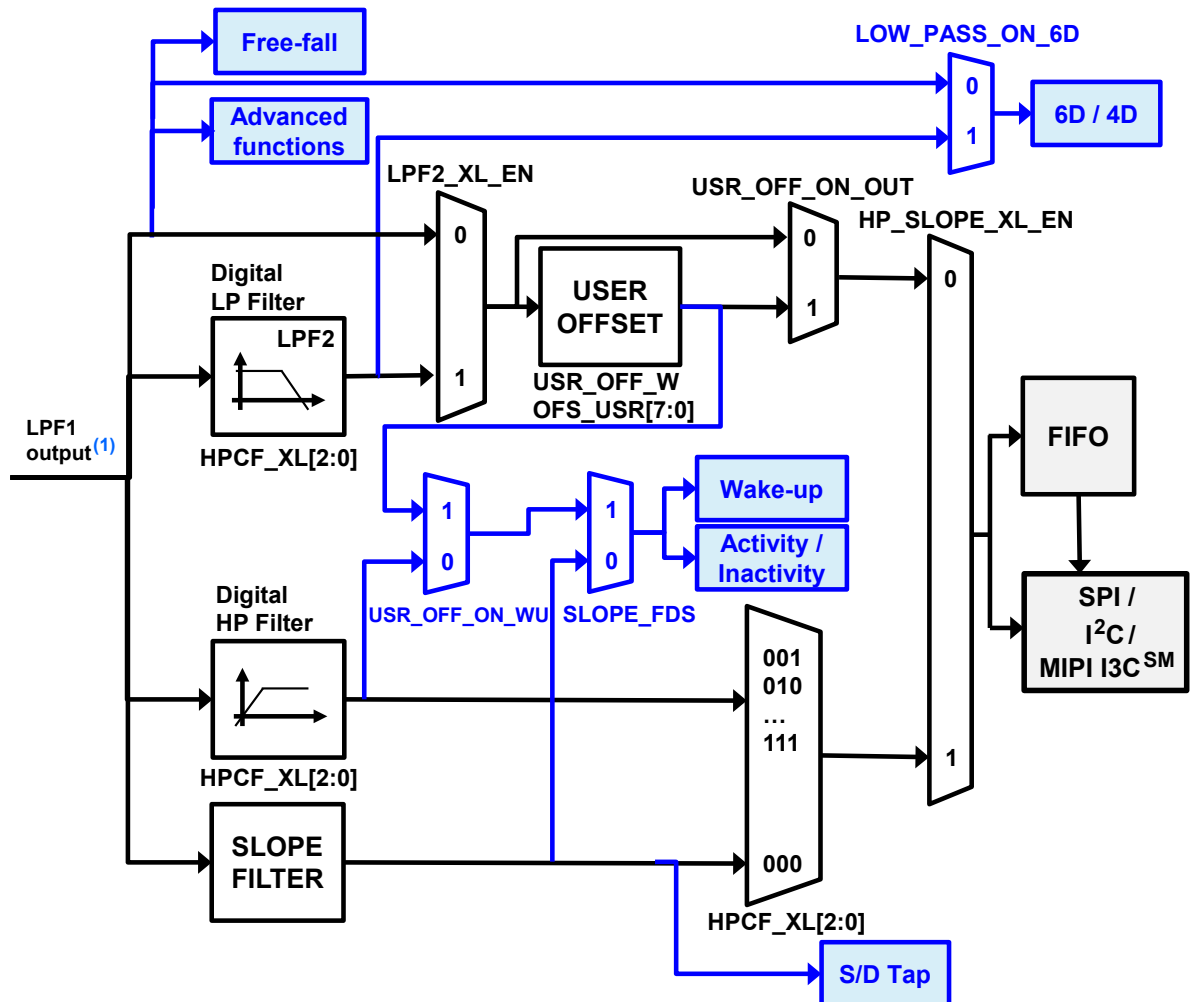 Free-fall
LOW_PASS_ON_6D
0
1
6D / 4D
Advanced
functions
LPF2_XL_EN
0
1
USR_OFF_ON_OUT
0
1
HP_SLOPE_XL_EN
0
1
Digital
LP Filter
LPF2
HPCF_XL[2:0]
USER
OFFSET
USR_OFF_W
OFS_USR[7:0]
LPF1
output(1)
FIFO
SPI /
I2C /
MIPI I3CSM
1
0
USR_OFF_ON_WU
1
0
SLOPE_FDS
Wake-up
Activity /
Inactivity
Digital
HP Filter
HPCF_XL[2:0]
001
010
…
111
000
HPCF_XL[2:0]
SLOPE
FILTER
S/D Tap